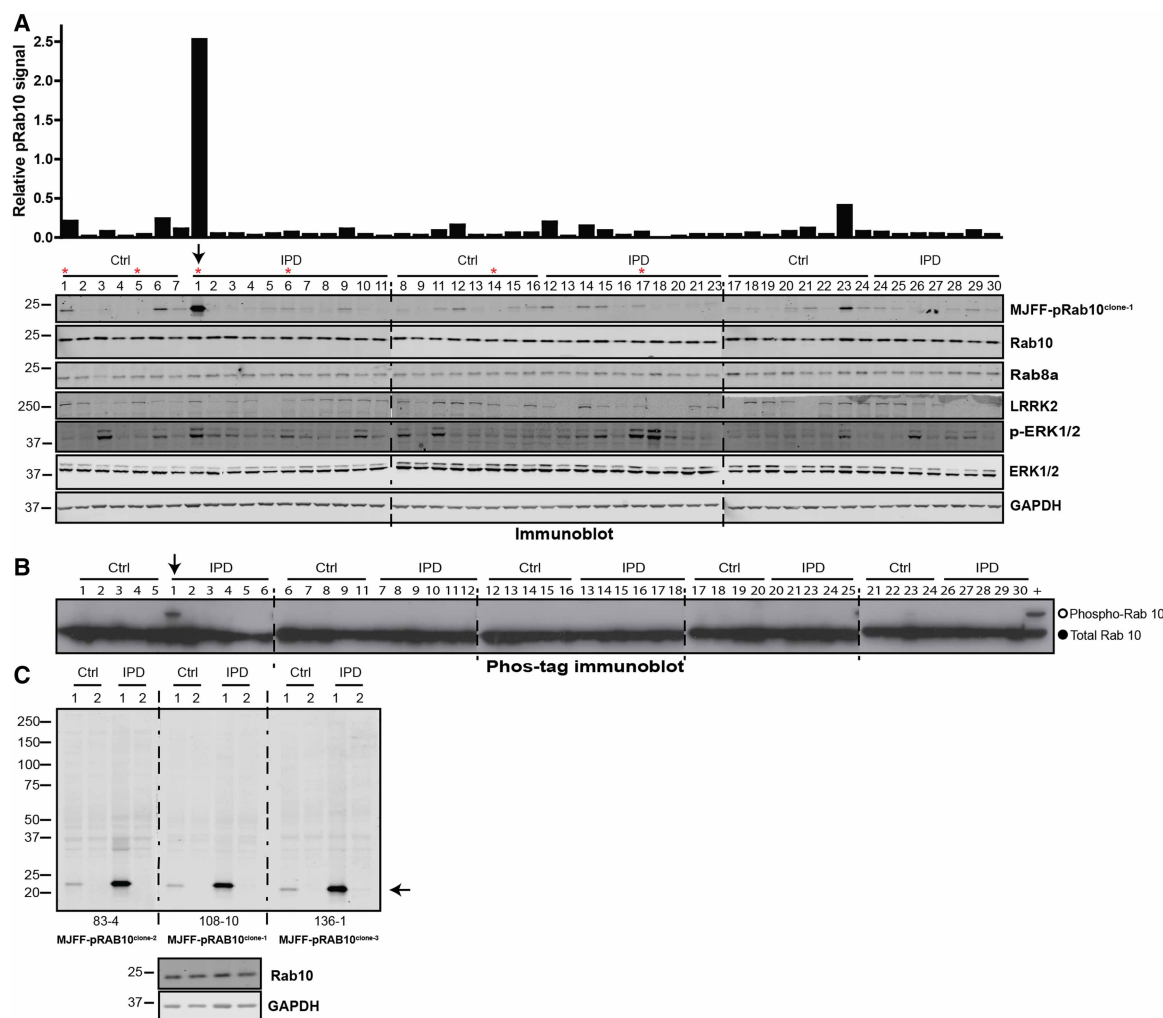 A
Relative pRab10 signal
2.5
2.0
1.5
1.0
0.5
0.0
Ctrl IPD Ctrl IPD Ctrl IPD
* * * * * *
1 2 3 4 5 6 7 1 2 3 4 5 6 7 8 9 10 11 8 9 11 12 13 14 15 16 12 13 14 15 16 17 18 20 21 23 17 18 19 20 21 22 23 24 24 25 26 27 28 29 30
25 MJFF-pRab10clone-1
25 Rab10
25 Rab8a
250 LRRK2
37 p-ERK1/2
37 ERK1/2
37 GAPDH
Immunoblot
B
Ctrl IPD Ctrl IPD Ctrl IPD Ctrl IPD Ctrl IPD
1 2 3 4 5 1 2 3 4 5 6 6 7 8 9 11 7 8 9 10 11 12 12 13 14 15 16 13 14 15 16 17 18 17 18 19 20 20 21 23 24 25 21 22 23 24 26 27 28 29 30 +
Phospho-Rab 10
Total Rab 10
Phos-tag immunoblot
C
Ctrl IPD Ctrl IPD Ctrl IPD
1 2 1 2 1 2 1 2 1 2 1 2
250
150
100
75
50
37
25
20
83-4 108-10 136-1
MJFF-pRAB10clone-2 MJFF-pRAB10clone-1 MJFF-pRAB10clone-3
25 Rab10
37 GAPDH